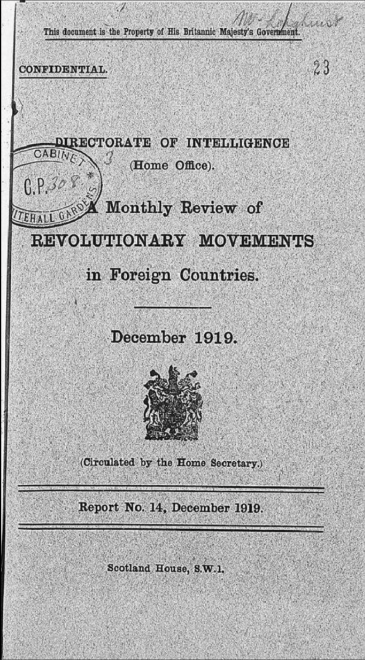 Mr. Longhurst
This document is the Property of His Britannic Majesty's Government.
CONFIDENTIAL.
23
DIRECTORATE OF INTELLIGENCE
(Home Office).
CABINET
C.P. 308
WHITEHALL GARDENS
3
A Monthly Review of
REVOLUTIONARY MOVEMENTS
in Foreign Countries.
December 1919.
(Circulated by the Home Secretary.)
Report No. 14, December 1919.
Scotland House, S.W.1.